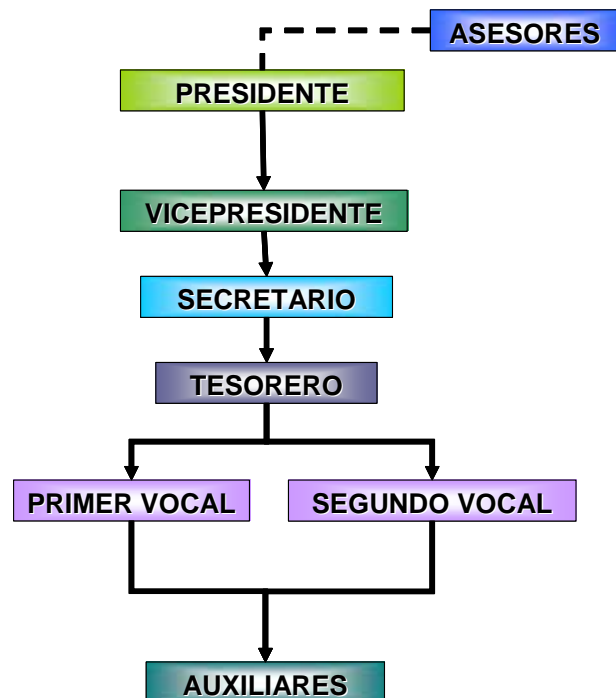 ASESORES
PRESIDENTE
VICEPRESIDENTE
SECRETARIO
TESORERO
PRIMER VOCAL
SEGUNDO VOCAL
AUXILIARES